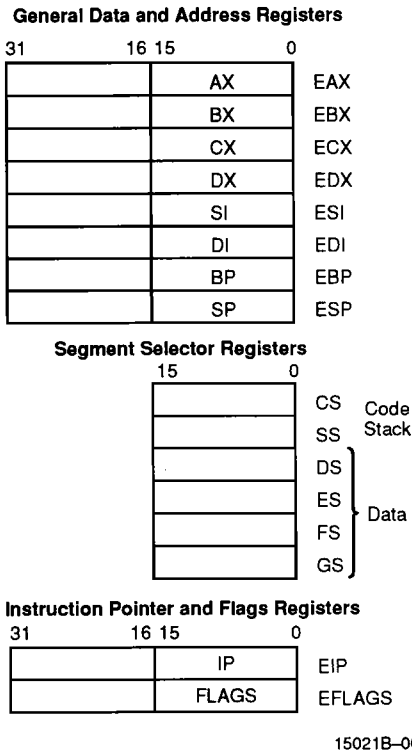 General Data and Address Registers
31 16 15 0
AX EAX
BX EBX
CX ECX
DX EDX
SI ESI
DI EDI
BP EBP
SP ESP
Segment Selector Registers
15 0
CS Code
SS Stack
DS
ES
Data
FS
GS
Instruction Pointer and Flags Registers
31 16 15 0
IP EIP
FLAGS EFLAGS